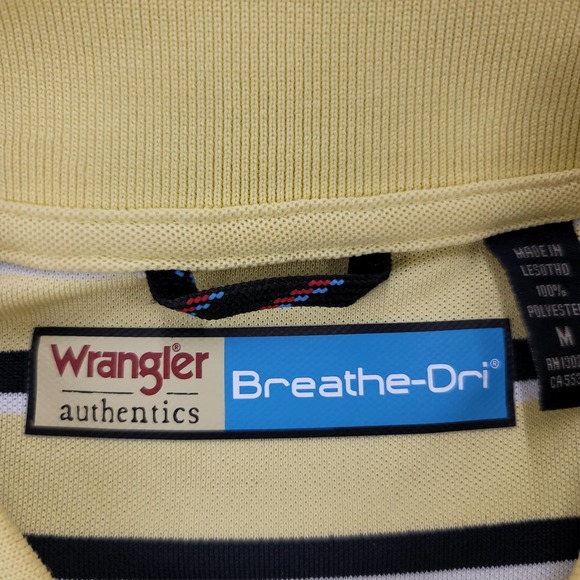 Wrangler®
authentics
Breathe-Dri®
MADE IN
LESOTHO
100%
POLYESTER
M